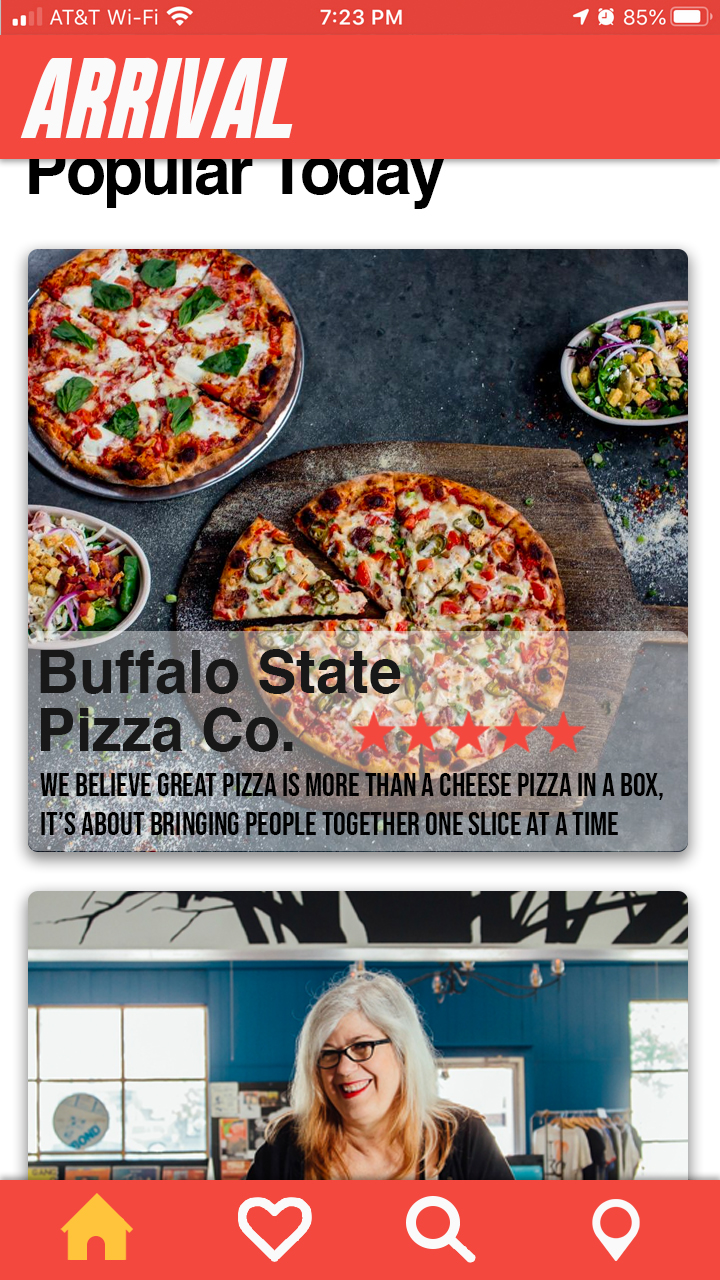 AT&T Wi-Fi 7:23 PM 85%
ARRIVAL
Popular Today
Buffalo State
Pizza Co.
WE BELIEVE GREAT PIZZA IS MORE THAN A CHEESE PIZZA IN A BOX,
IT'S ABOUT BRINGING PEOPLE TOGETHER ONE SLICE AT A TIME